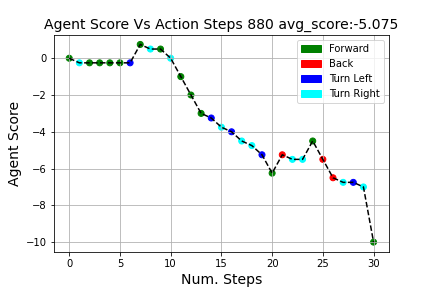 Agent Score Vs Action Steps 880 avg_score:-5.075
Forward
Back
Turn Left
Turn Right
Agent Score
0
−2
−4
−6
−8
−10
0 5 10 15 20 25 30
Num. Steps